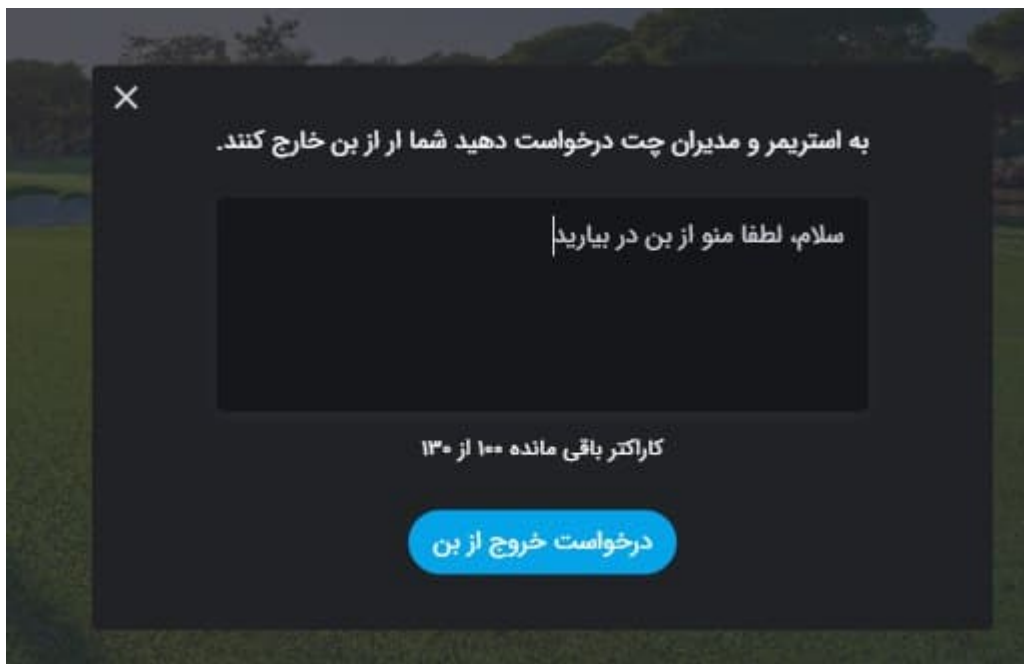 به استریمر و مدیران چت درخواست دهید شما ار از بن خارج کنند.
سلام، لطفا منو از بن در بیارید
کاراکتر باقی مانده ۱۰۰ از ۱۳۰
درخواست خروج از بن